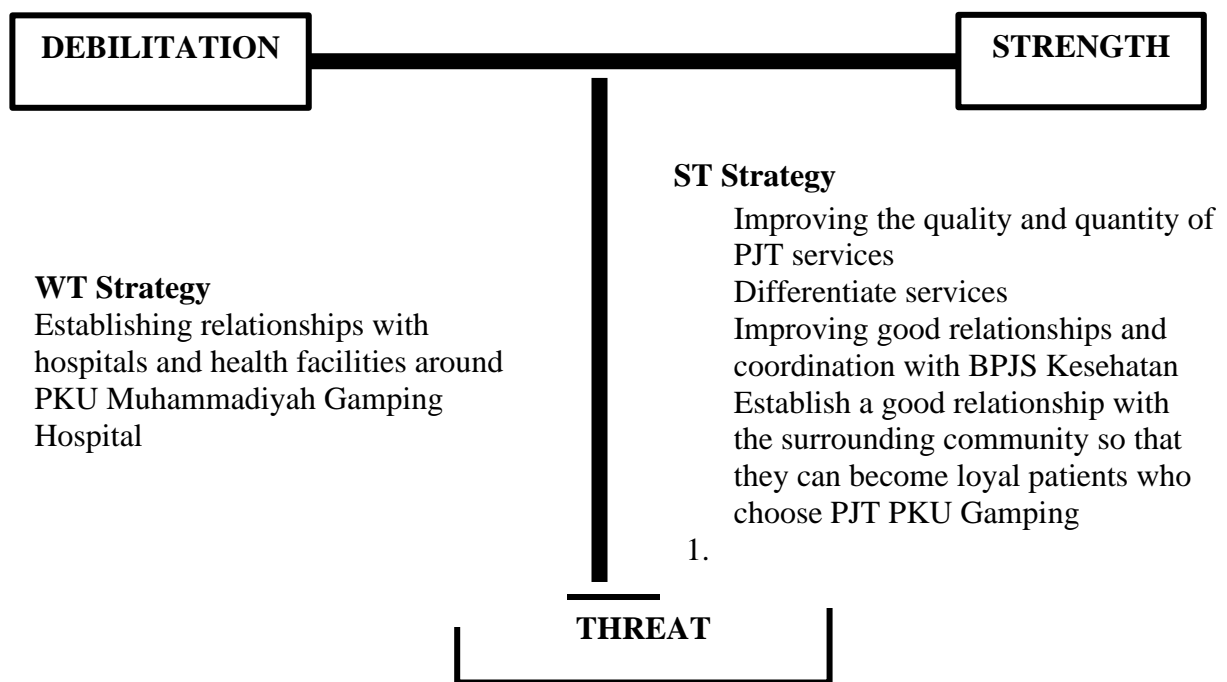 DEBILITATION
STRENGTH
WT Strategy
Establishing relationships with
hospitals and health facilities around
PKU Muhammadiyah Gamping
Hospital
ST Strategy
Improving the quality and quantity of
PJT services
Differentiate services
Improving good relationships and
coordination with BPJS Kesehatan
Establish a good relationship with
the surrounding community so that
they can become loyal patients who
choose PJT PKU Gamping
1.
THREAT